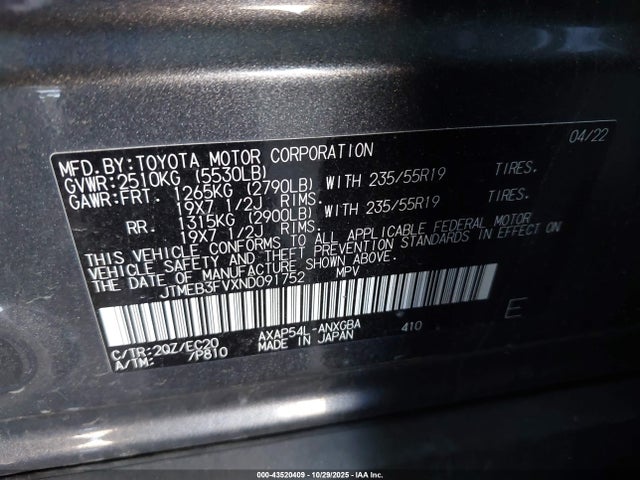 04/22
MFD.BY:TOYOTA MOTOR CORPORATION
GVWR:2510KG (5530LB)
GAWR:FRT. 1265KG (2790LB) WITH 235/55R19 TIRES.
19X7 1/2J RIMS.
RR. 1315KG (2900LB) WITH 235/55R19 TIRES.
19X7 1/2J RIMS.
THIS VEHICLE CONFORMS TO ALL APPLICABLE FEDERAL MOTOR
VEHICLE SAFETY AND THEFT PREVENTION STANDARDS IN EFFECT ON
THE DATE OF MANUFACTURE SHOWN ABOVE.
JTMEB3FVXND091752 MPV
E
C/TR:2QZ/EC20 AXAP54L-ANXGBA 410
A/TM: /P810 MADE IN JAPAN
000-43520409 10/29/2025 IAA, Inc.